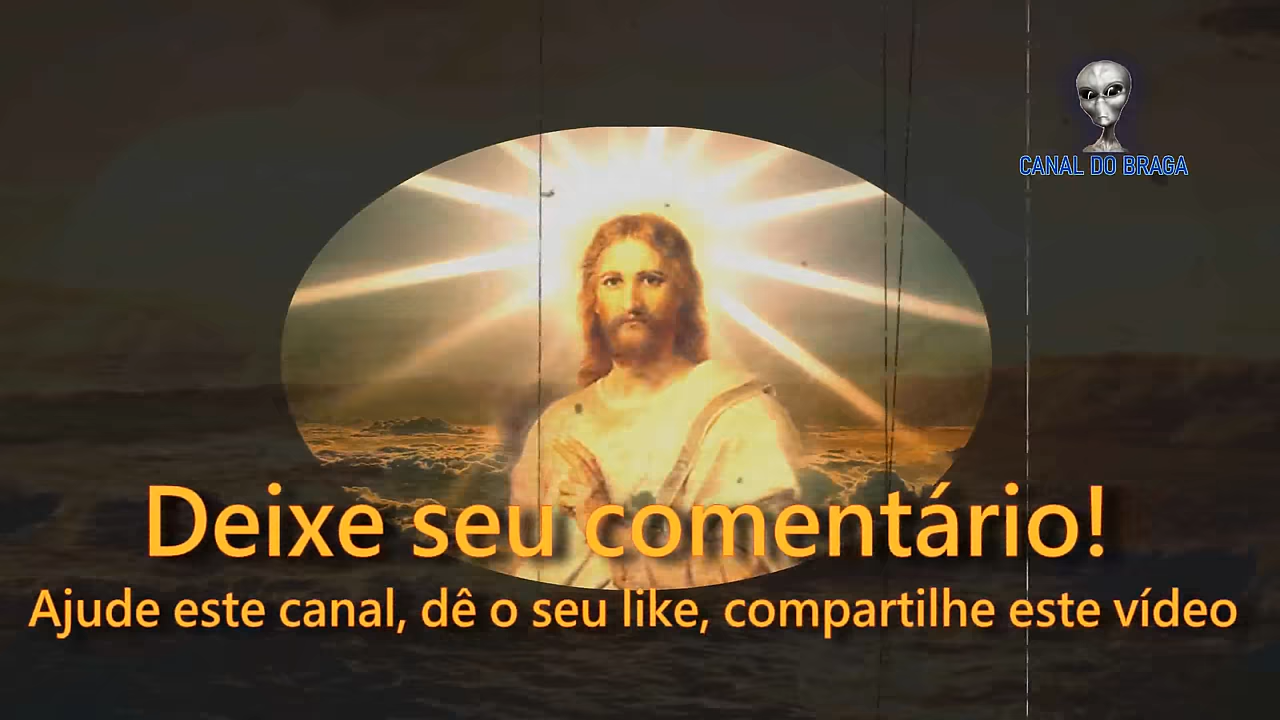 CANAL DO BRAGA
Deixe seu comentário!
Ajude este canal, dê o seu like, compartilhe este vídeo